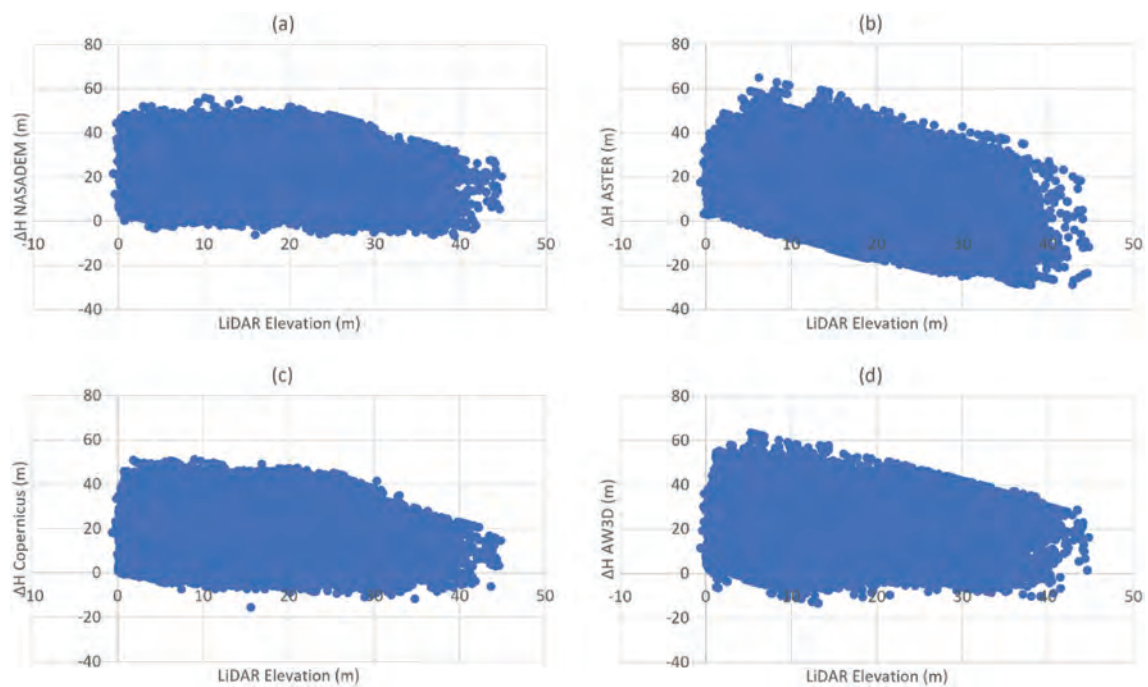 (a)
80
60
40
20
0
-20
-40
-10 0 10 20 30 40 50
ΔH NASADEM (m)
LiDAR Elevation (m)
(b)
80
60
40
20
0
-20
-40
-10 0 10 20 30 40 50
ΔH ASTER (m)
LiDAR Elevation (m)
(c)
80
60
40
20
0
-20
-40
-10 0 10 20 30 40 50
ΔH Copernicus (m)
LiDAR Elevation (m)
(d)
80
60
40
20
0
-20
-40
-10 0 10 20 30 40 50
ΔH AW3D (m)
LiDAR Elevation (m)